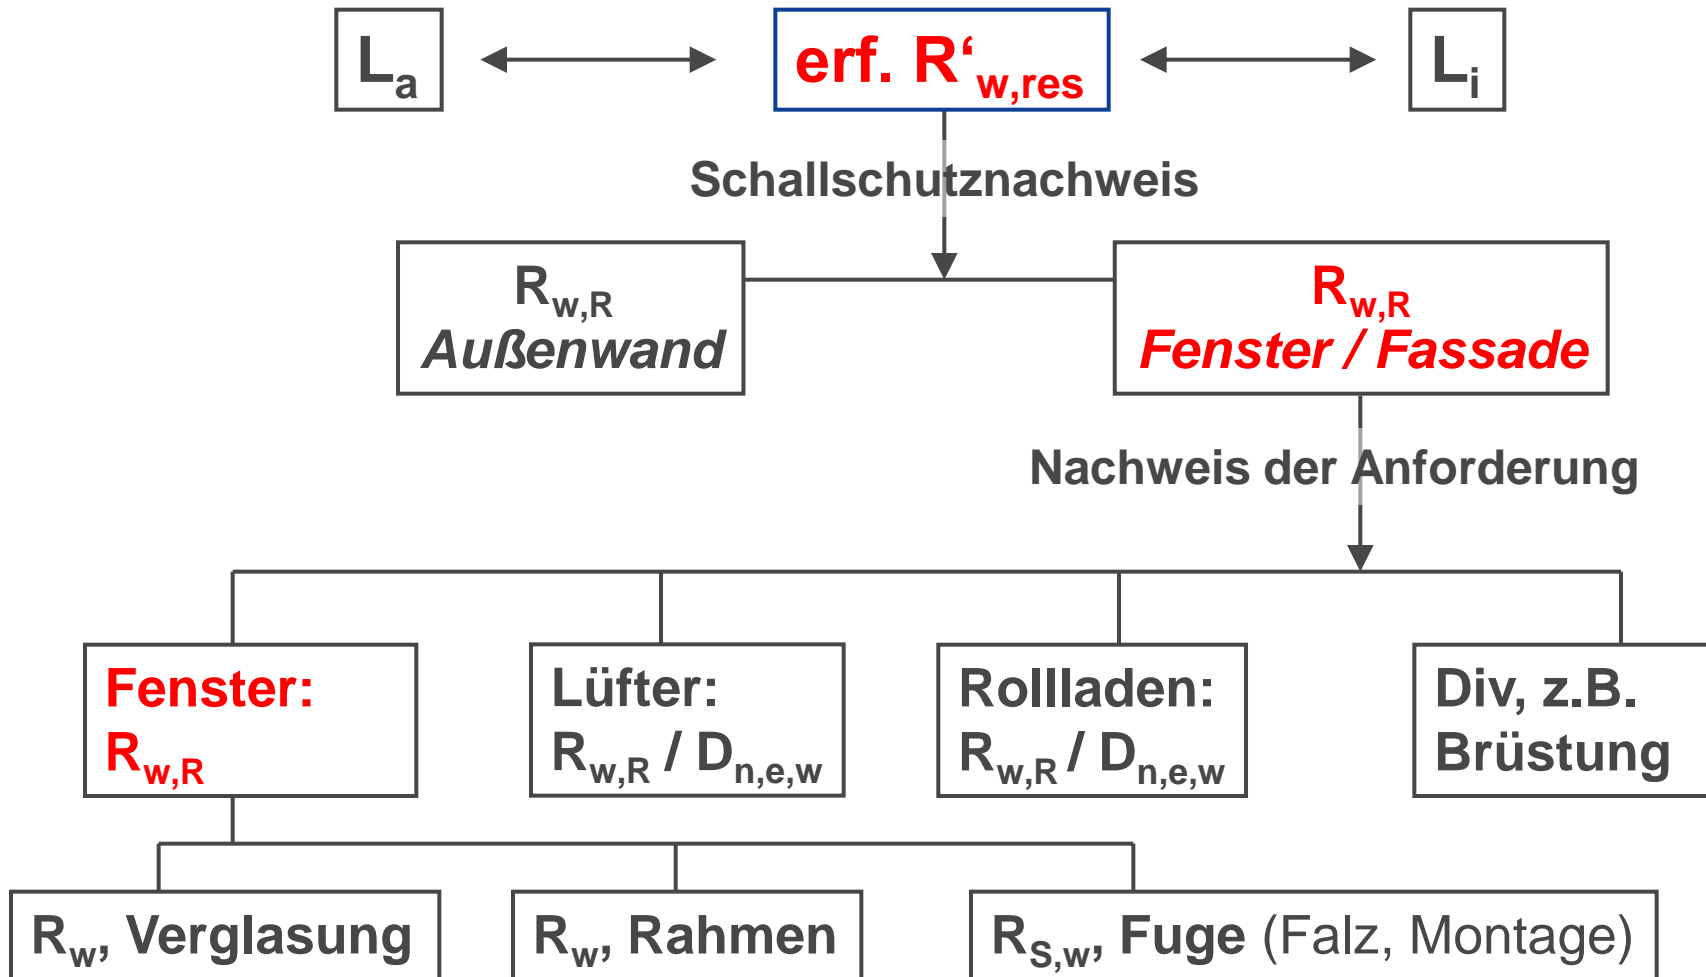 La erf. R‘w,res Li
Schallschutznachweis
Rw,R
Außenwand
Rw,R
Fenster / Fassade
Nachweis der Anforderung
Fenster:
Rw,R
Lüfter:
Rw,R / Dn,e,w
Rollladen:
Rw,R / Dn,e,w
Div, z.B.
Brüstung
Rw, Verglasung
Rw, Rahmen
RS,w, Fuge (Falz, Montage)